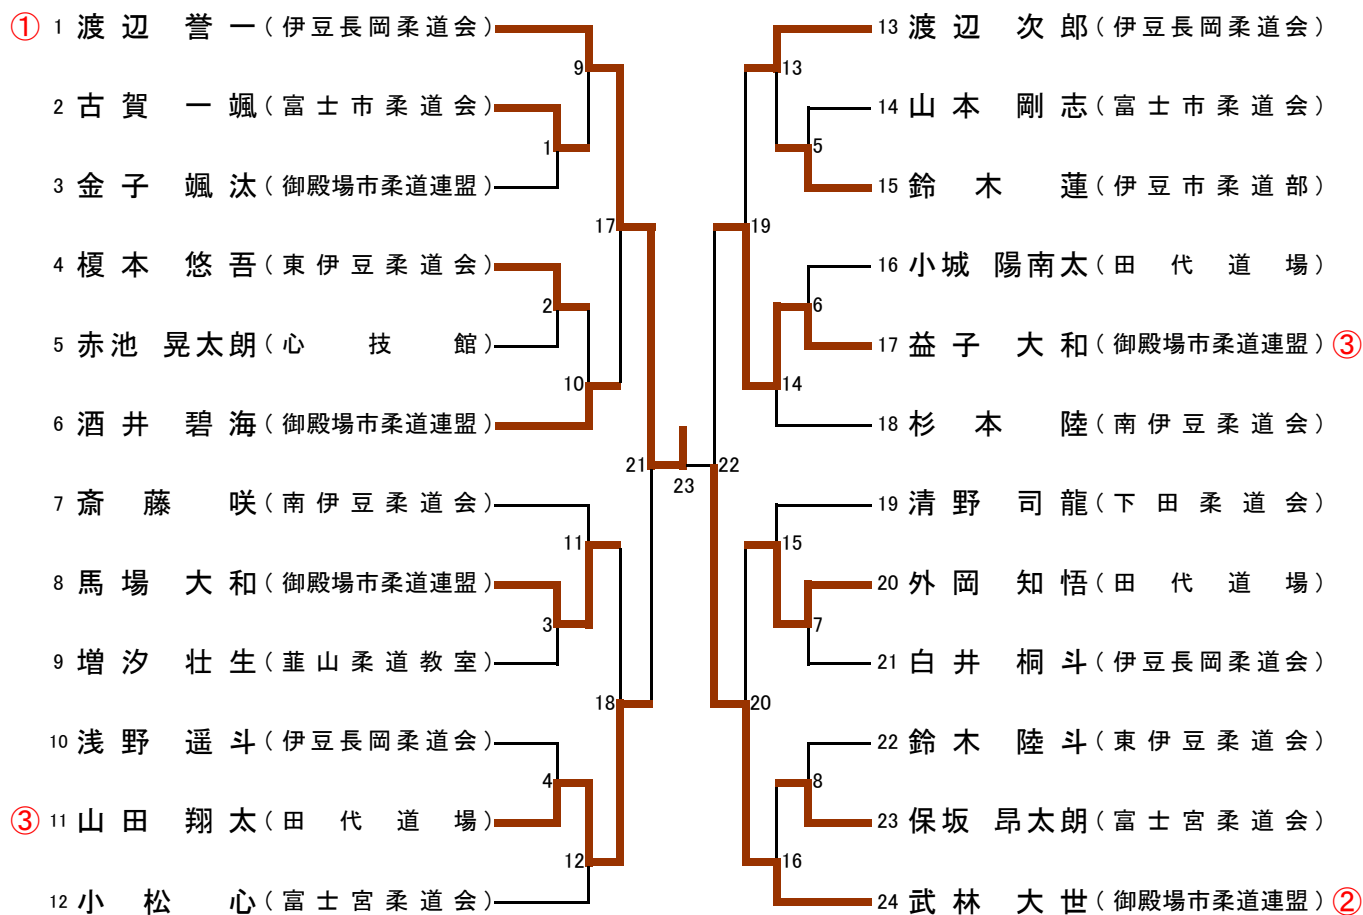 ① 1 渡辺 誉一(伊豆長岡柔道会)
2 古賀 一颯(富士市柔道会)
3 金子 颯汰(御殿場市柔道連盟)
4 榎本 悠吾(東伊豆柔道会)
5 赤池 晃太朗(心技館)
6 酒井 碧海(御殿場市柔道連盟)
7 斎藤 咲(南伊豆柔道会)
8 馬場 大和(御殿場市柔道連盟)
9 増汐 壮生(韮山柔道教室)
10 浅野 遥斗(伊豆長岡柔道会)
③ 11 山田 翔太(田代道場)
12 小松 心(富士宮柔道会)
9
1
17
2
10
21
11
3
18
4
12
23
13
5
19
6
14
22
15
7
20
8
16
13 渡辺 次郎(伊豆長岡柔道会)
14 山本 剛志(富士市柔道会)
15 鈴木 蓮(伊豆市柔道部)
16 小城 陽南太(田代道場)
17 益子 大和(御殿場市柔道連盟) ③
18 杉本 陸(南伊豆柔道会)
19 清野 司龍(下田柔道会)
20 外岡 知悟(田代道場)
21 白井 桐斗(伊豆長岡柔道会)
22 鈴木 陸斗(東伊豆柔道会)
23 保坂 昂太朗(富士宮柔道会)
24 武林 大世(御殿場市柔道連盟) ②